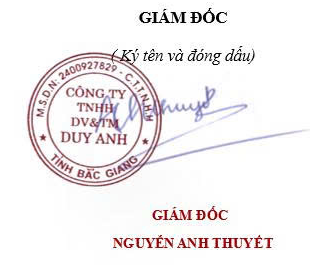 GIÁM ĐỐC
( Ký tên và đóng dấu)
M.S.D.N: 2400927829 - C.T.T.N.H.H
CÔNG TY
TNHH
DV&TM
DUY ANH
TỈNH BẮC GIANG
GIÁM ĐỐC
NGUYỄN ANH THUYẾT